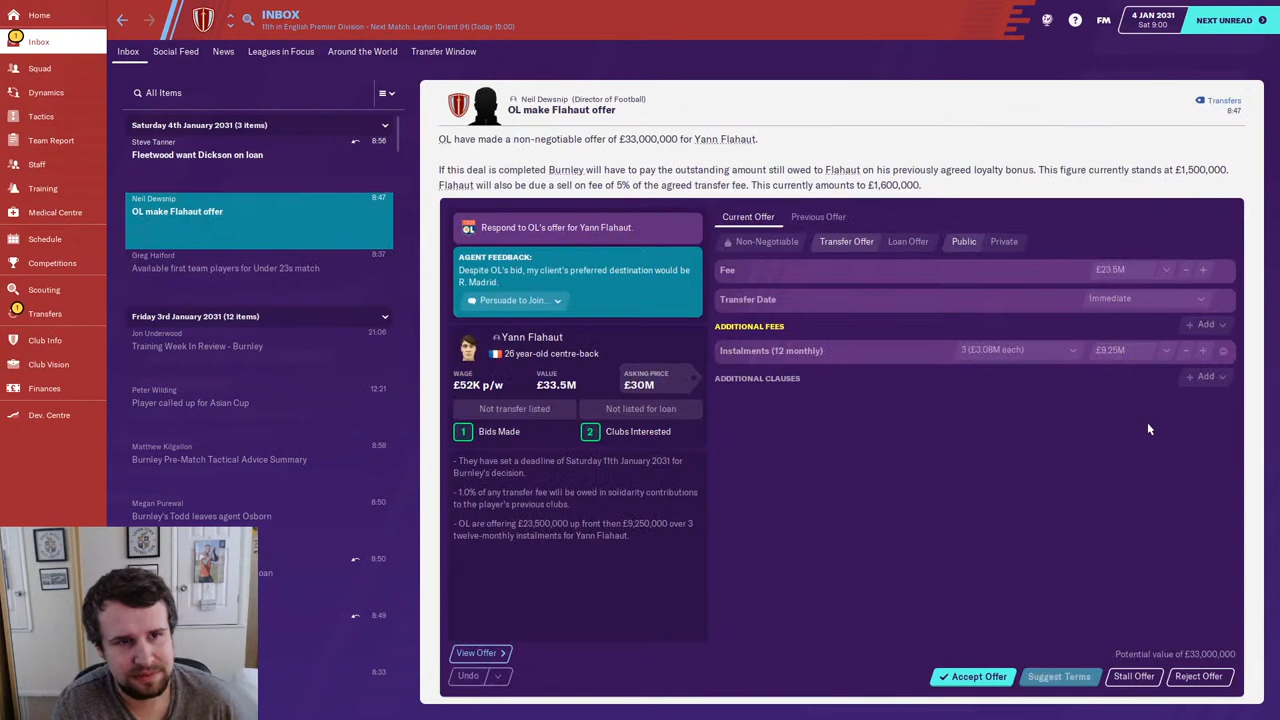 Home
INBOX
11th in English Premier Division - Next Match: Leyton Orient (H) (Today 15:00)
?
FM
4 JAN 2031
Sat 9:00
NEXT UNREAD
1
Inbox
Inbox
Social Feed
News
Leagues in Focus
Around the World
Transfer Window
Squad
Dynamics
Tactics
Team Report
Staff
Training
Medical Centre
Schedule
Competitions
Scouting
1
Transfers
Club Info
Club Vision
Finances
Dev. Centre
All Items
Saturday 4th January 2031 (3 items)
Steve Tanner
8:56
Fleetwood want Dickson on loan
Neil Dewsnip
8:47
OL make Flahaut offer
Greg Halford
8:37
Available first team players for Under 23s match
Friday 3rd January 2031 (12 items)
Jon Underwood
21:06
Training Week In Review - Burnley
Peter Wilding
12:21
Player called up for Asian Cup
Matthew Kilgallon
8:58
Burnley Pre-Match Tactical Advice Summary
Megan Purewal
8:50
Burnley's Todd leaves agent Osborn
8:50
oan
8:49
8:33
Neil Dewsnip (Director of Football)
OL make Flahaut offer
Transfers
8:47
OL have made a non-negotiable offer of £33,000,000 for Yann Flahaut.
If this deal is completed Burnley will have to pay the outstanding amount still owed to Flahaut on his previously agreed loyalty bonus. This figure currently stands at £1,500,000.
Flahaut will also be due a sell on fee of 5% of the agreed transfer fee. This currently amounts to £1,600,000.
OL
Respond to OL's offer for Yann Flahaut.
AGENT FEEDBACK:
Despite OL's bid, my client's preferred destination would be
R. Madrid.
Persuade to Join...
Yann Flahaut
26 year-old centre-back
WAGE
£52K p/w
VALUE
£33.5M
ASKING PRICE
£30M
Not transfer listed
Not listed for loan
1
Bids Made
2
Clubs Interested
- They have set a deadline of Saturday 11th January 2031 for
Burnley's decision.
- 1.0% of any transfer fee will be owed in solidarity contributions
to the player's previous clubs.
- OL are offering £23,500,000 up front then £9,250,000 over 3
twelve-monthly instalments for Yann Flahaut.
View Offer
Undo
Current Offer
Previous Offer
Non-Negotiable
Transfer Offer
Loan Offer
Public
Private
Fee
£23.5M
- +
Transfer Date
Immediate
ADDITIONAL FEES
+ Add
Instalments (12 monthly)
3 (£3.08M each)
£9.25M
- +
ADDITIONAL CLAUSES
+ Add
Potential value of £33,000,000
Accept Offer
Suggest Terms
Stall Offer
Reject Offer